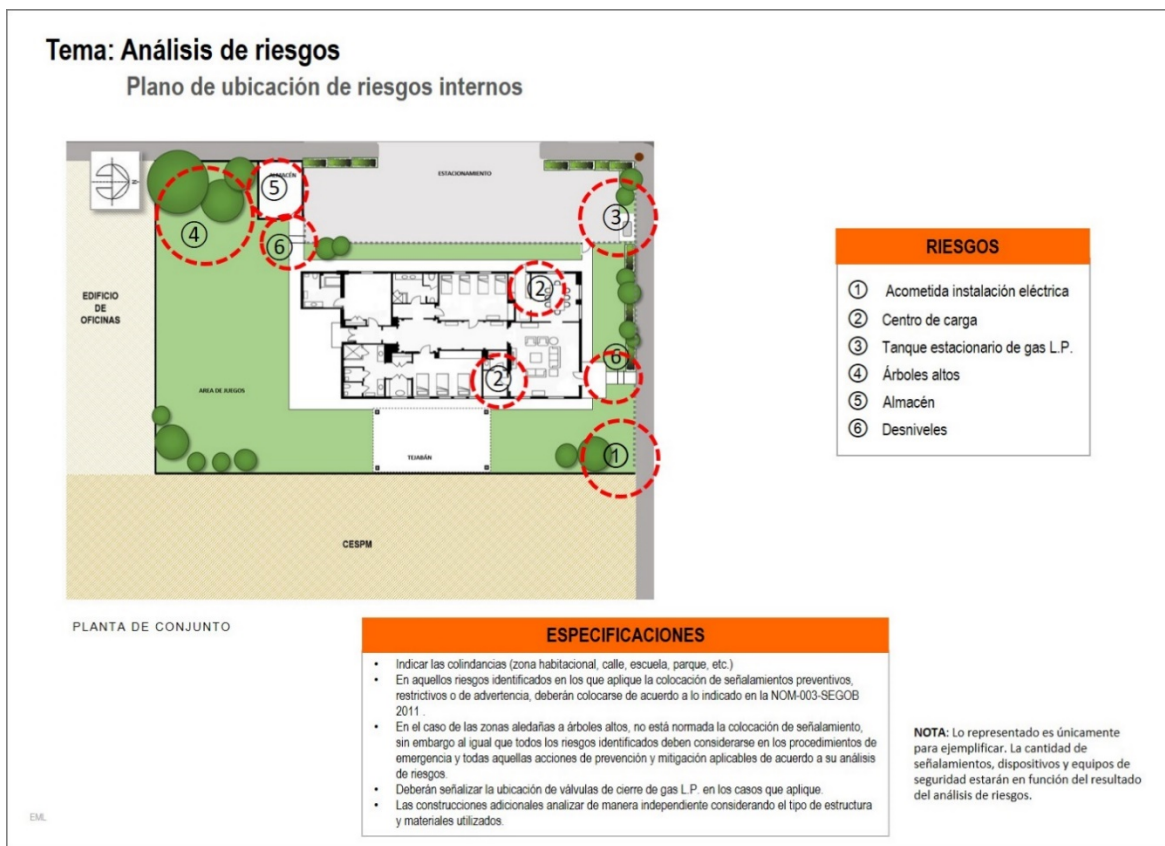 Tema: Análisis de riesgos
Plano de ubicación de riesgos internos
N
ALMACÉN
ESTACIONAMIENTO
5
4
6
3
2
EDIFICIO
DE
OFICINAS
6
2
AREA DE JUEGOS
1
TEJABÁN
CESPM
PLANTA DE CONJUNTO
RIESGOS
1 Acometida instalación eléctrica
2 Centro de carga
3 Tanque estacionario de gas L.P.
4 Árboles altos
5 Almacén
6 Desniveles
ESPECIFICACIONES
• Indicar las colindancias (zona habitacional, calle, escuela, parque, etc.)
• En aquellos riesgos identificados en los que aplique la colocación de señalamientos preventivos,
restrictivos o de advertencia, deberán colocarse de acuerdo a lo indicado en la NOM-003-SEGOB
2011 .
• En el caso de las zonas aledañas a árboles altos, no está normada la colocación de señalamiento,
sin embargo al igual que todos los riesgos identificados deben considerarse en los procedimientos de
emergencia y todas aquellas acciones de prevención y mitigación aplicables de acuerdo a su análisis
de riesgos.
• Deberán señalizar la ubicación de válvulas de cierre de gas L.P. en los casos que aplique.
• Las construcciones adicionales analizar de manera independiente considerando el tipo de estructura
y materiales utilizados.
NOTA: Lo representado es únicamente
para ejemplificar. La cantidad de
señalamientos, dispositivos y equipos de
seguridad estarán en función del resultado
del análisis de riesgos.
EML